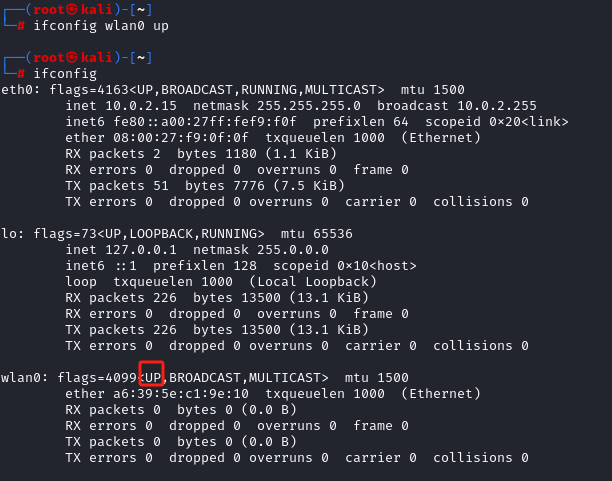 ┌──(root㉿kali)-[~]
└─# ifconfig wlan0 up
┌──(root㉿kali)-[~]
└─# ifconfig
eth0: flags=4163<UP,BROADCAST,RUNNING,MULTICAST>  mtu 1500
        inet 10.0.2.15  netmask 255.255.255.0  broadcast 10.0.2.255
        inet6 fe80::a00:27ff:fef9:f0f  prefixlen 64  scopeid 0×20<link>
        ether 08:00:27:f9:0f:0f  txqueuelen 1000  (Ethernet)
        RX packets 2  bytes 1180 (1.1 KiB)
        RX errors 0  dropped 0  overruns 0  frame 0
        TX packets 51  bytes 7776 (7.5 KiB)
        TX errors 0  dropped 0 overruns 0  carrier 0  collisions 0
lo: flags=73<UP,LOOPBACK,RUNNING>  mtu 65536
        inet 127.0.0.1  netmask 255.0.0.0
        inet6 ::1  prefixlen 128  scopeid 0×10<host>
        loop  txqueuelen 1000  (Local Loopback)
        RX packets 226  bytes 13500 (13.1 KiB)
        RX errors 0  dropped 0  overruns 0  frame 0
        TX packets 226  bytes 13500 (13.1 KiB)
        TX errors 0  dropped 0 overruns 0  carrier 0  collisions 0
wlan0: flags=4099<UP,BROADCAST,MULTICAST>  mtu 1500
        ether a6:39:5e:c1:9e:10  txqueuelen 1000  (Ethernet)
        RX packets 0  bytes 0 (0.0 B)
        RX errors 0  dropped 0  overruns 0  frame 0
        TX packets 0  bytes 0 (0.0 B)
        TX errors 0  dropped 0 overruns 0  carrier 0  collisions 0